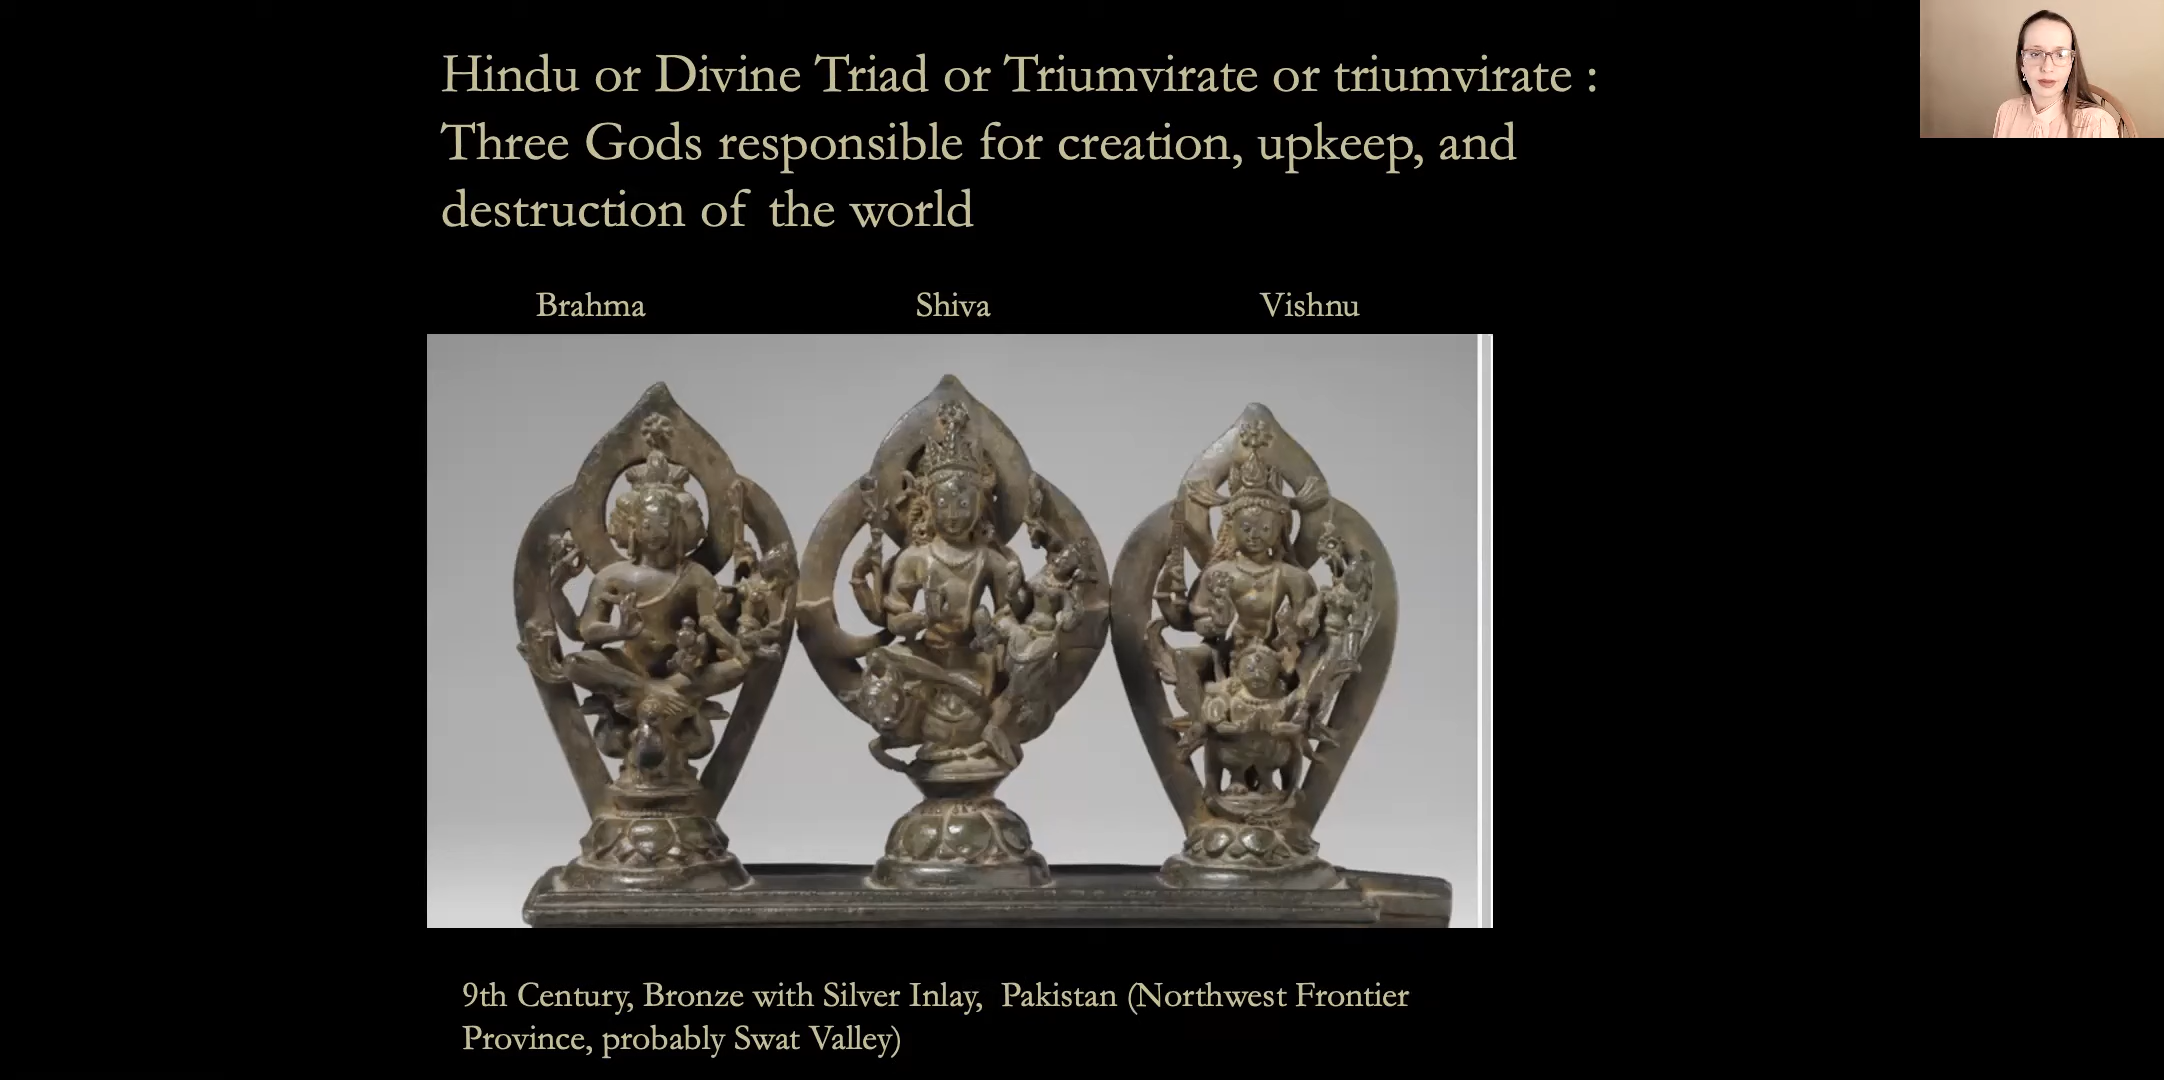 Hindu or Divine Triad or Triumvirate or triumvirate :
Three Gods responsible for creation, upkeep, and
destruction of the world
Brahma Shiva Vishnu
9th Century, Bronze with Silver Inlay, Pakistan (Northwest Frontier
Province, probably Swat Valley)